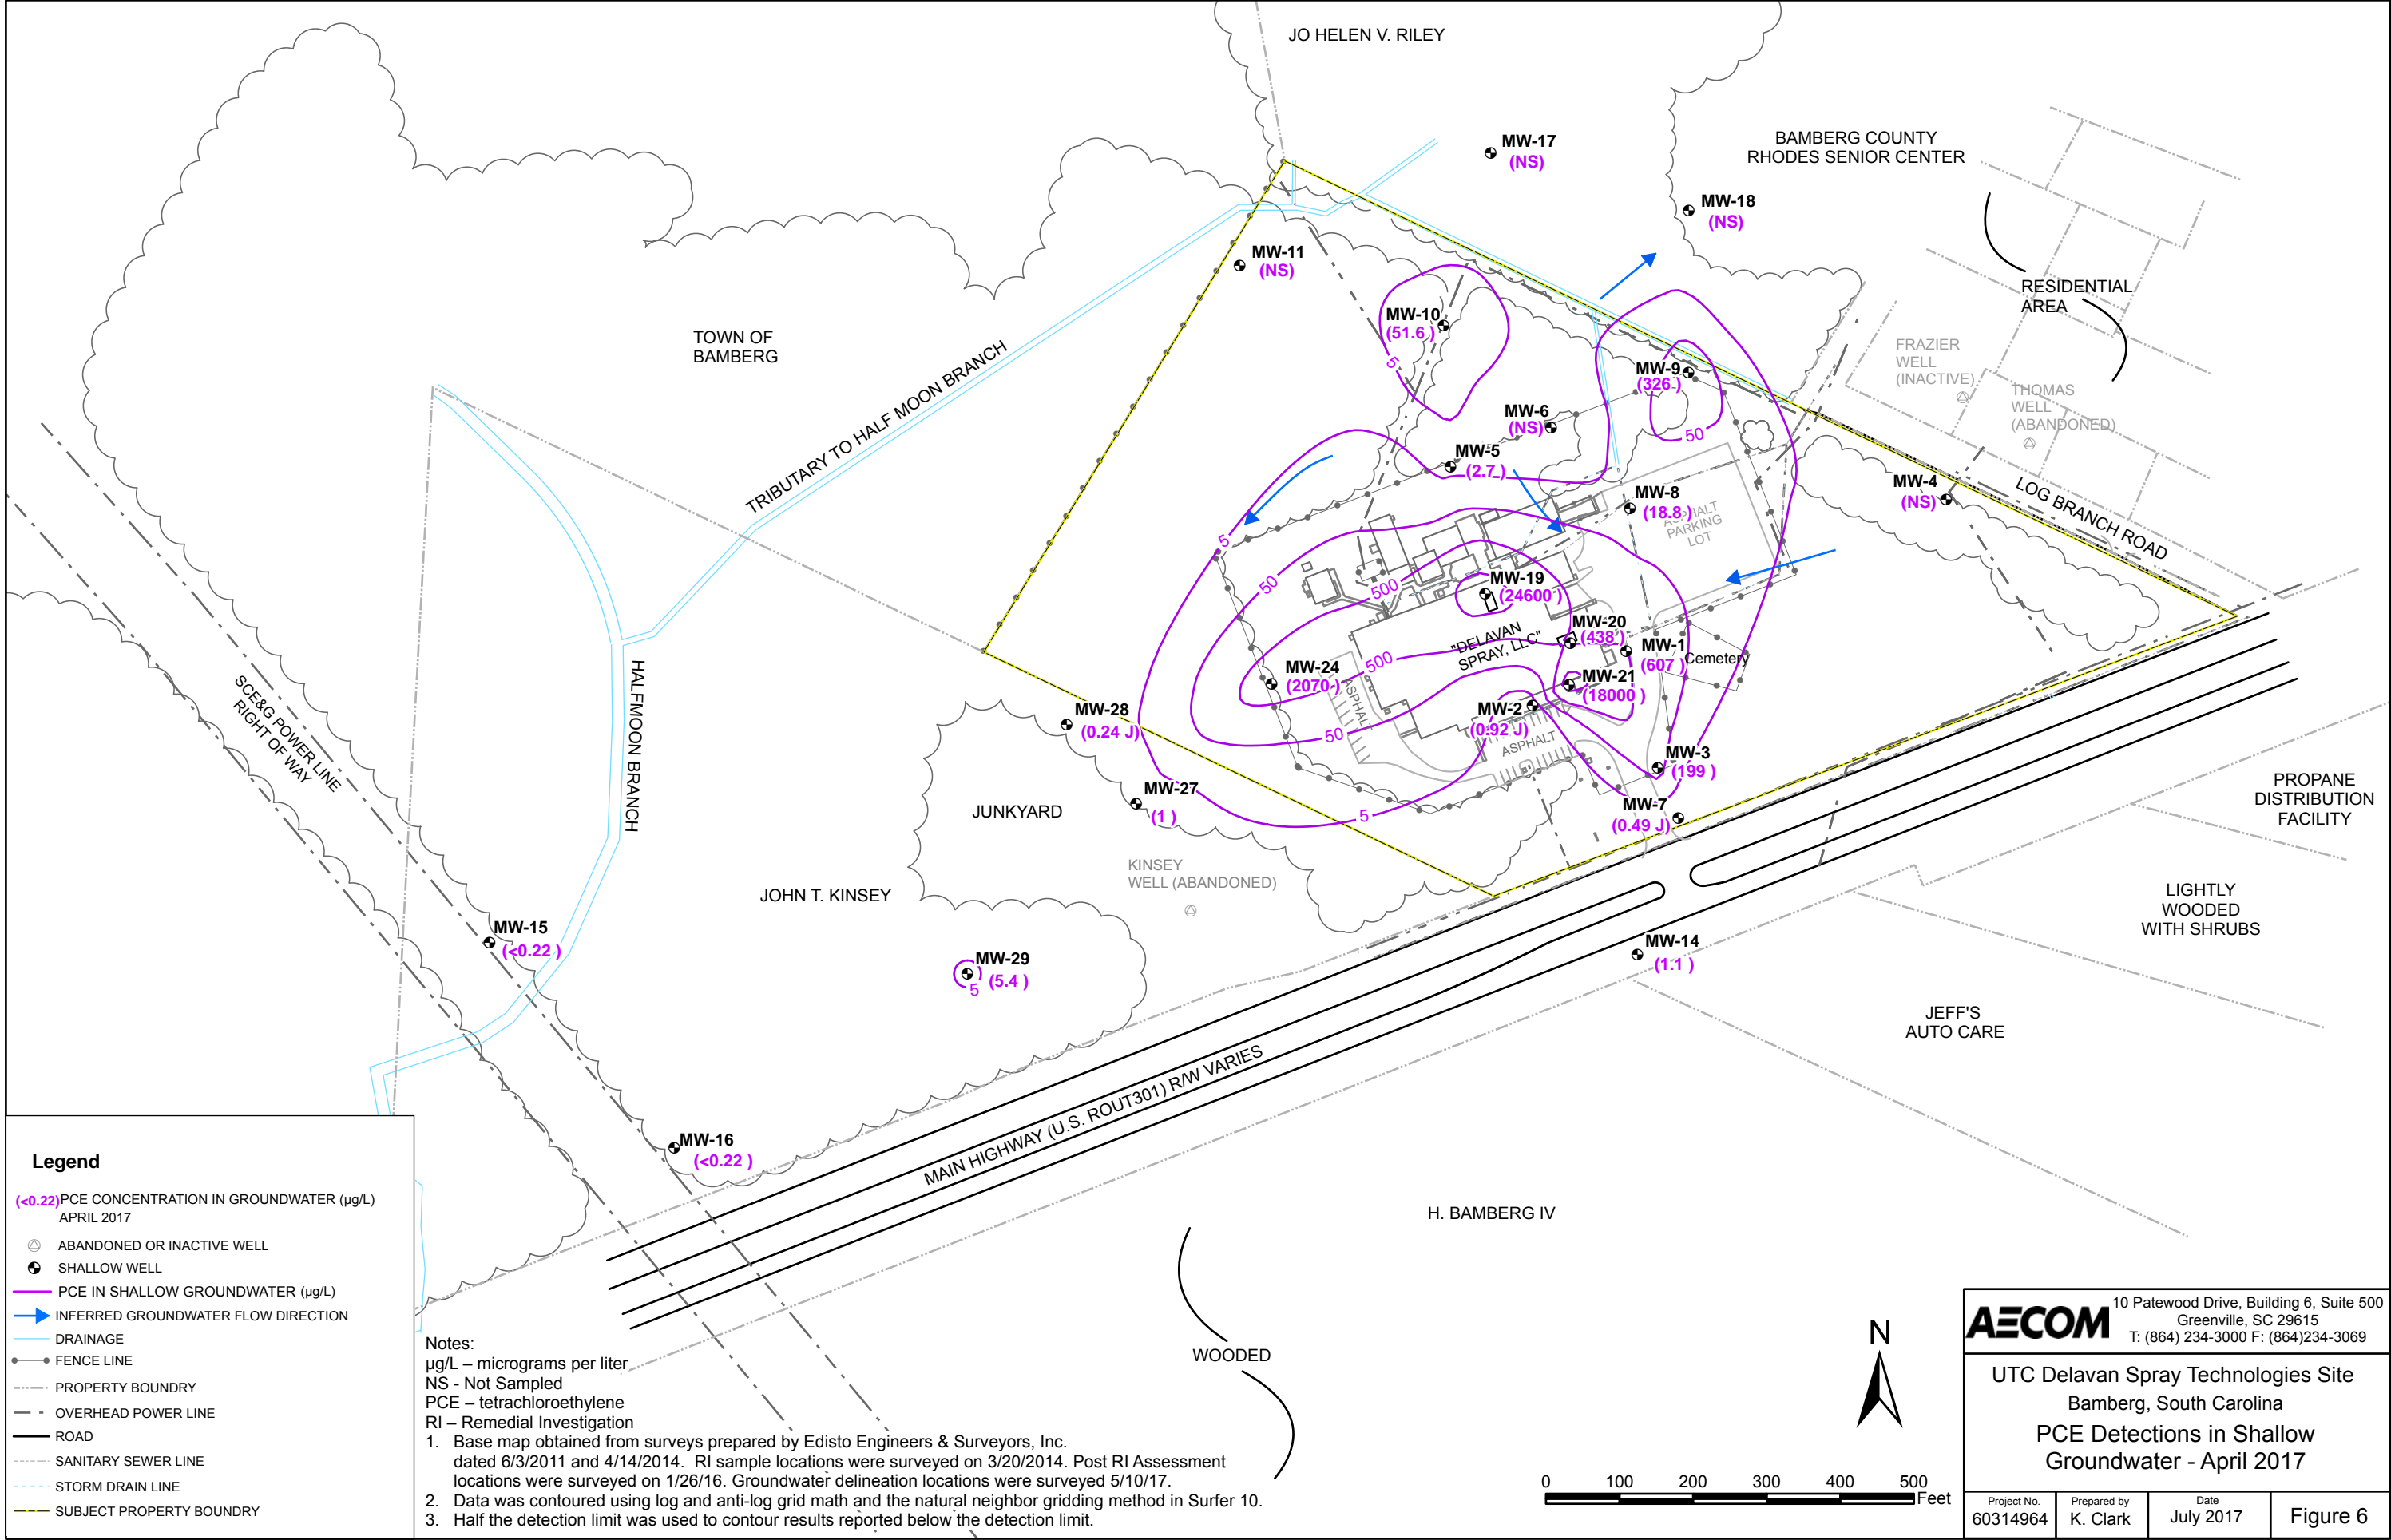 JO HELEN V. RILEY
BAMBERG COUNTY
RHODES SENIOR CENTER
MW-17
(NS)
MW-18
(NS)
MW-11
(NS)
RESIDENTIAL
AREA
TOWN OF
BAMBERG
MW-10
(51.6 )
5
FRAZIER
WELL
(INACTIVE)
THOMAS
WELL
(ABANDONED)
MW-9
(326 )
50
MW-6
(NS)
MW-5
(2.7 )
TRIBUTARY TO HALF MOON BRANCH
MW-8
(18.8 )
ASPHALT
PARKING
LOT
MW-4
(NS)
LOG BRANCH ROAD
5
50
500
MW-19
(24600 )
"DELAVAN
SPRAY, LLC"
MW-20
(438 )
MW-1
(607 )
Cemetery
500
MW-24
(2070 )
MW-21
(18000 )
ASPHAL
MW-2
(0.92 J)
50
ASPHALT
MW-28
(0.24 J)
HALFMOON BRANCH
SCE&G POWER LINE
RIGHT OF WAY
MW-3
(199 )
MW-27
(1 )
5
MW-7
(0.49 J)
JUNKYARD
PROPANE
DISTRIBUTION
FACILITY
KINSEY
WELL (ABANDONED)
JOHN T. KINSEY
LIGHTLY
WOODED
WITH SHRUBS
MW-15
(<0.22 )
MW-29
(5.4 )
5
MW-14
(1.1 )
JEFF'S
AUTO CARE
MAIN HIGHWAY (U.S. ROUT301) R/W VARIES
MW-16
(<0.22 )
H. BAMBERG IV
WOODED
Legend
(<0.22) PCE CONCENTRATION IN GROUNDWATER (µg/L)
APRIL 2017
ABANDONED OR INACTIVE WELL
SHALLOW WELL
PCE IN SHALLOW GROUNDWATER (µg/L)
INFERRED GROUNDWATER FLOW DIRECTION
DRAINAGE
FENCE LINE
PROPERTY BOUNDRY
OVERHEAD POWER LINE
ROAD
SANITARY SEWER LINE
STORM DRAIN LINE
SUBJECT PROPERTY BOUNDRY
Notes:
µg/L – micrograms per liter
NS - Not Sampled
PCE – tetrachloroethylene
RI – Remedial Investigation
1. Base map obtained from surveys prepared by Edisto Engineers & Surveyors, Inc.
dated 6/3/2011 and 4/14/2014. RI sample locations were surveyed on 3/20/2014. Post RI Assessment
locations were surveyed on 1/26/16. Groundwater delineation locations were surveyed 5/10/17.
2. Data was contoured using log and anti-log grid math and the natural neighbor gridding method in Surfer 10.
3. Half the detection limit was used to contour results reported below the detection limit.
0 100 200 300 400 500
Feet
N
AECOM
10 Patewood Drive, Building 6, Suite 500
Greenville, SC 29615
T: (864) 234-3000 F: (864)234-3069
UTC Delavan Spray Technologies Site
Bamberg, South Carolina
PCE Detections in Shallow
Groundwater - April 2017
Project No.
60314964
Prepared by
K. Clark
Date
July 2017
Figure 6